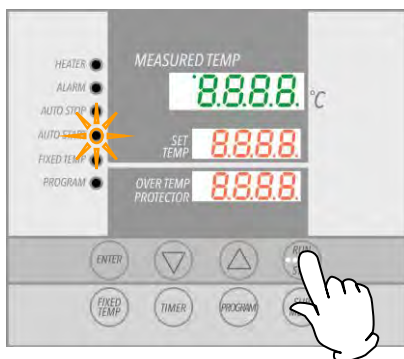 HEATER
ALARM
AUTO STOP
AUTO START
FIXED TEMP
PROGRAM
MEASURED TEMP
8.8.8.8.
°C
SET
TEMP
8.8.8.8.
OVER TEMP
PROTECTOR
8.8.8.8.
ENTER
RUN
FIXED
TEMP
TIMER
PROGRAM